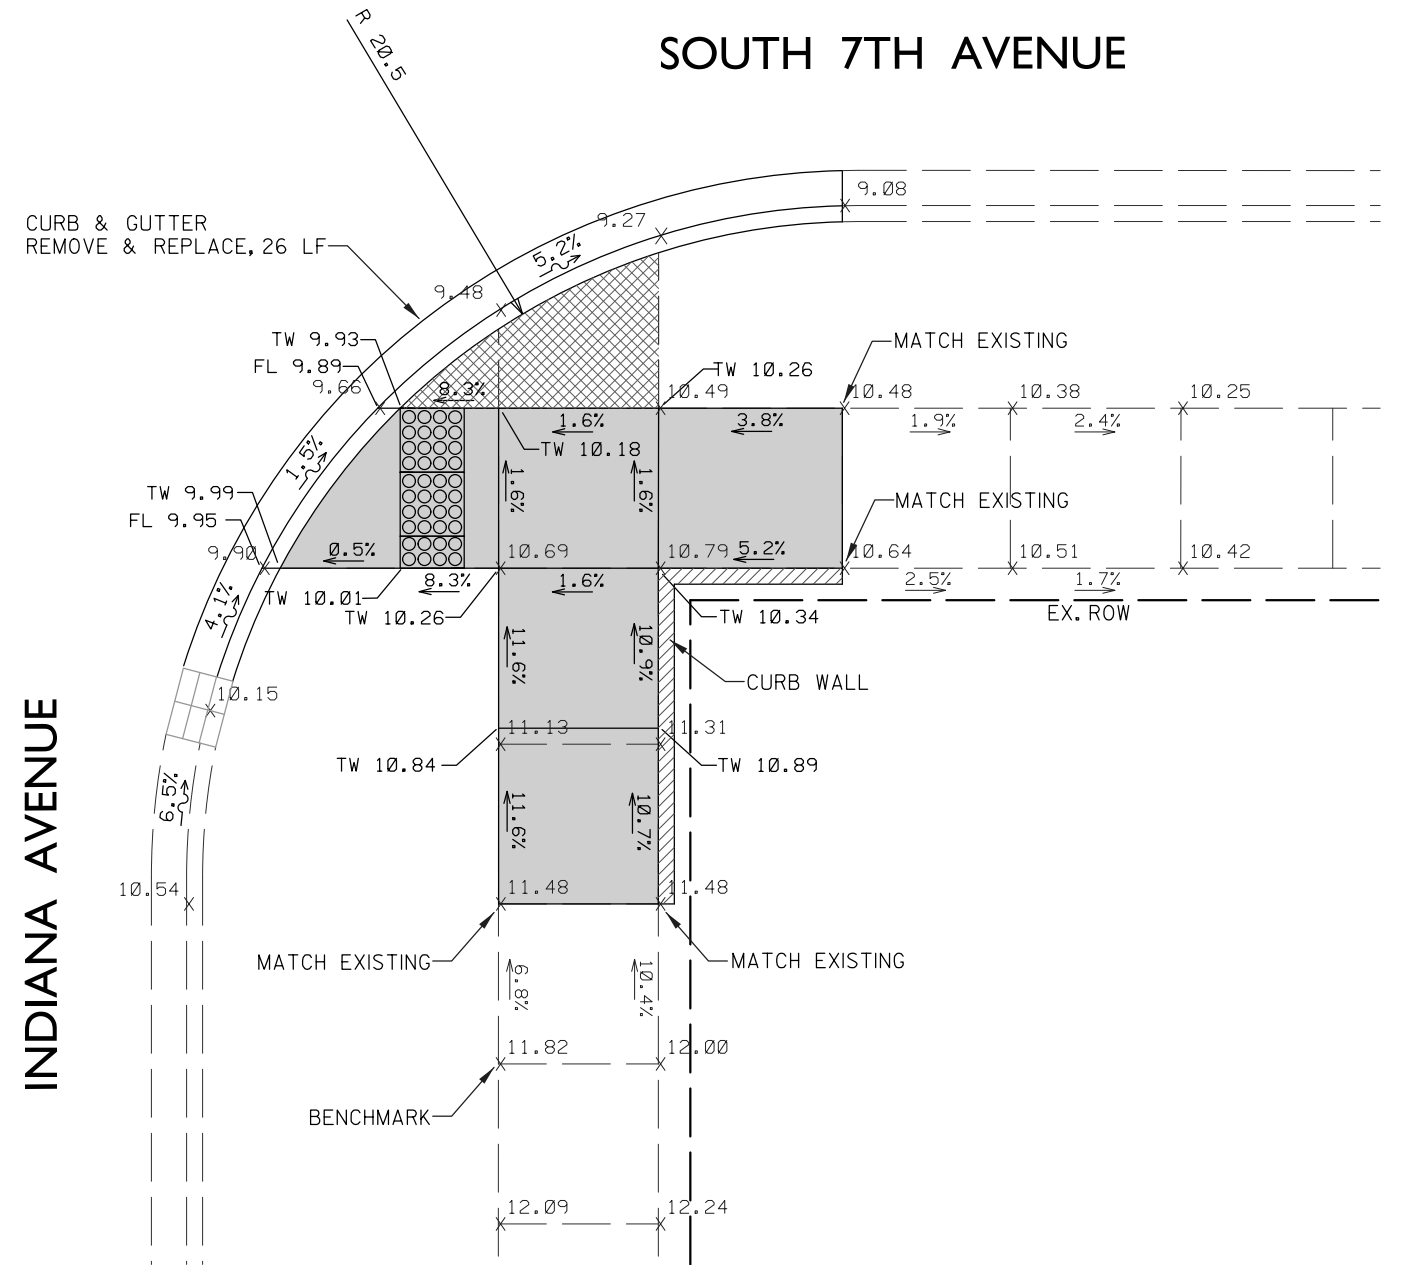 R 20.5
SOUTH 7TH AVENUE
9.08
CURB & GUTTER
REMOVE & REPLACE, 26 LF
9.27
5.2%
9.48
TW 9.93
FL 9.89
9.66
8.3%
TW 10.26
MATCH EXISTING
10.49
10.48
10.38
10.25
1.6%
3.8%
1.9%
2.4%
TW 10.18
1.5%
1.6%
1.6%
TW 9.99
FL 9.95
MATCH EXISTING
9.90
0.5%
10.69
10.79
5.2%
10.64
10.51
10.42
8.3%
1.6%
2.5%
1.7%
TW 10.01
TW 10.26
TW 10.34
EX. ROW
4.1%
11.6%
10.9%
CURB WALL
10.15
11.13
11.31
TW 10.84
TW 10.89
6.5%
11.6%
10.7%
INDIANA AVENUE
10.54
11.48
11.48
MATCH EXISTING
MATCH EXISTING
6.8%
10.4%
11.82
12.00
BENCHMARK
12.09
12.24